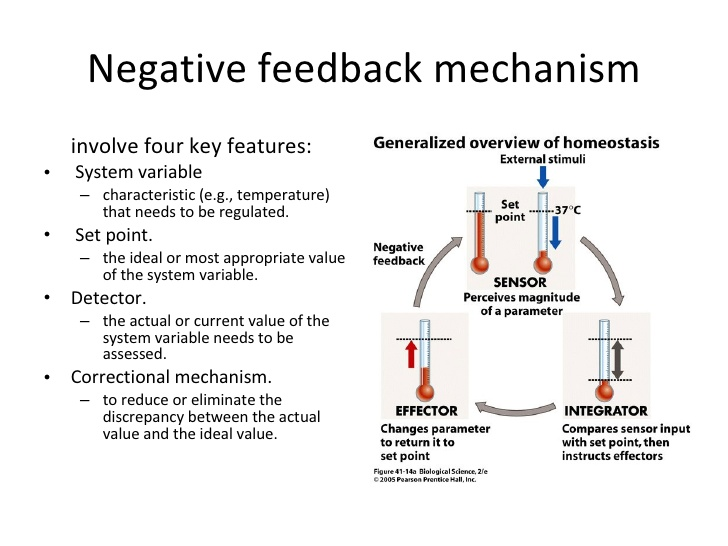 Negative feedback mechanism
involve four key features:
• System variable
– characteristic (e.g., temperature)
that needs to be regulated.
• Set point.
– the ideal or most appropriate value
of the system variable.
• Detector.
– the actual or current value of the
system variable needs to be
assessed.
• Correctional mechanism.
– to reduce or eliminate the
discrepancy between the actual
value and the ideal value.
Generalized overview of homeostasis
External stimuli
Set
point
37°C
Negative
feedback
SENSOR
Perceives magnitude
of a parameter
EFFECTOR
Changes parameter
to return it to
set point
INTEGRATOR
Compares sensor input
with set point, then
instructs effectors
Figure 41-14a Biological Science, 2/e
© 2005 Pearson Prentice Hall, Inc.